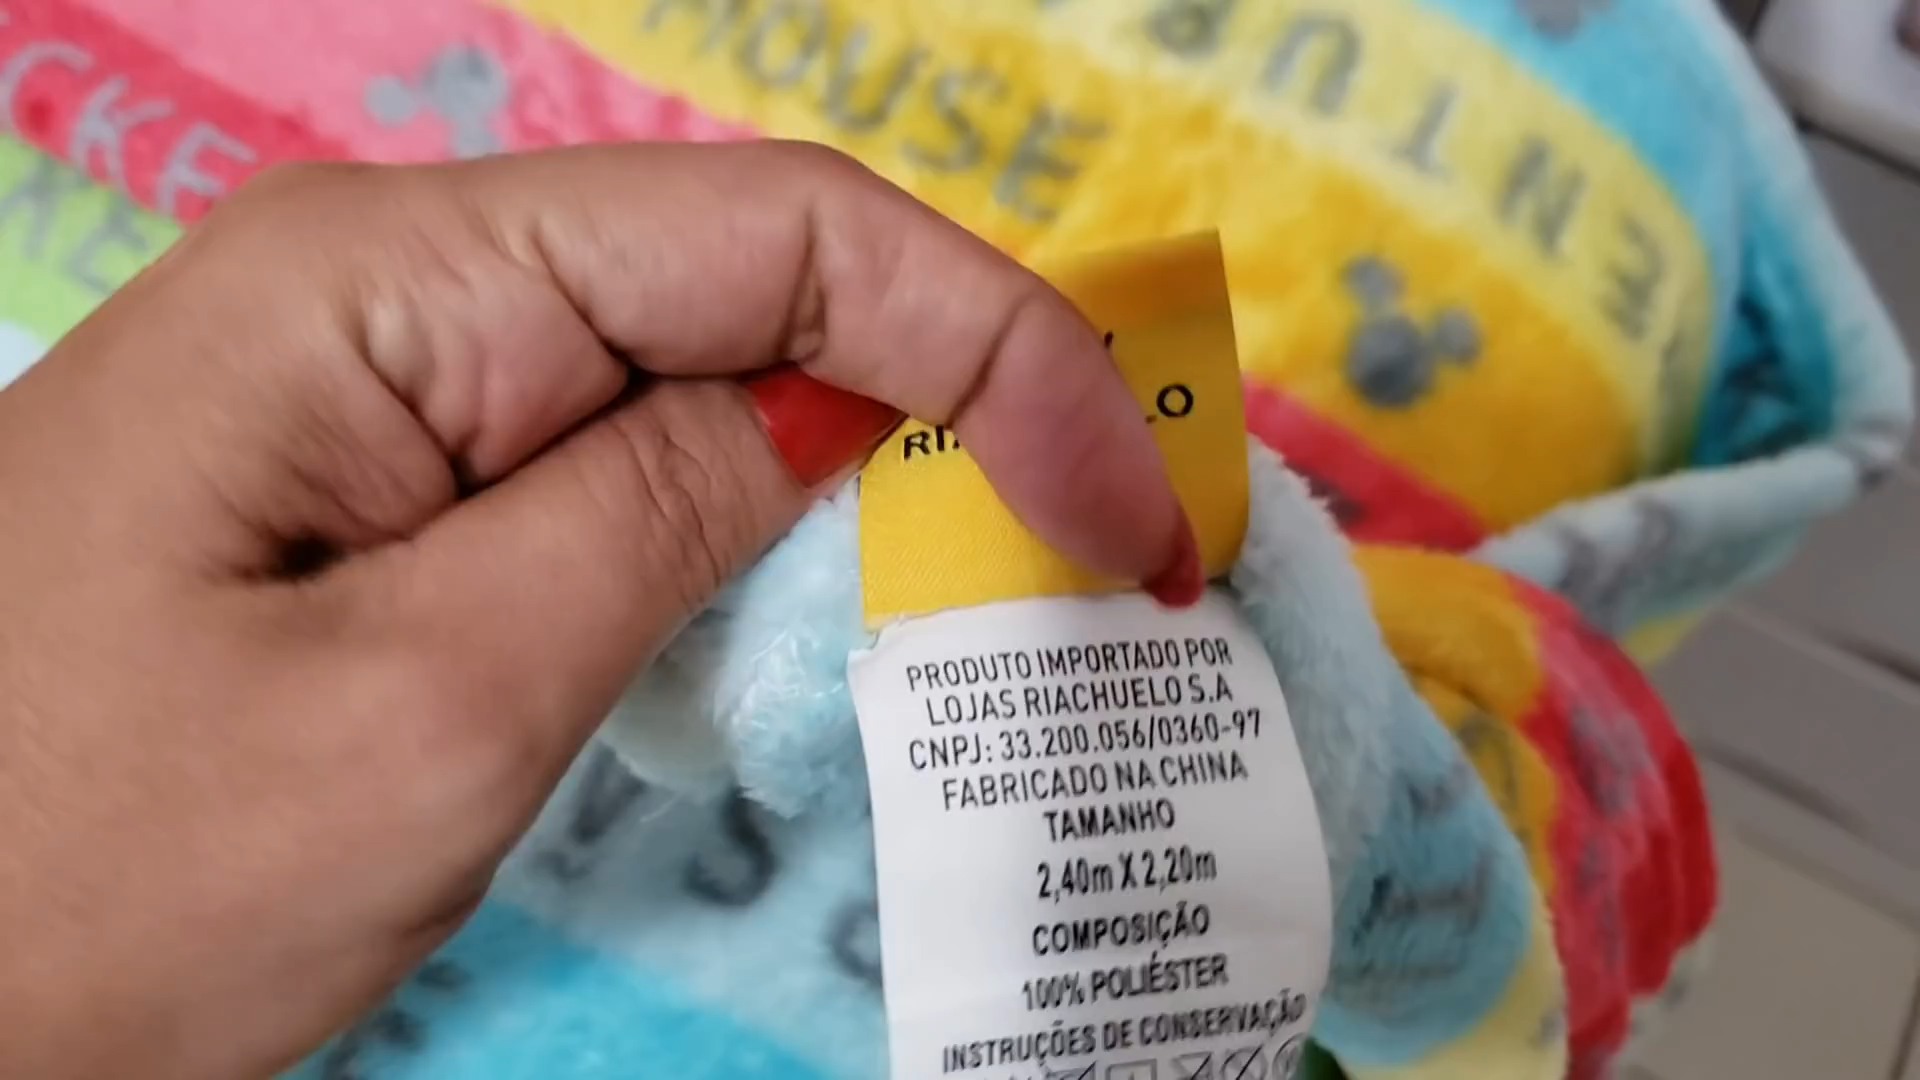 MOUSE
PRODUTO IMPORTADO POR
LOJAS RIACHUELO S.A
CNPJ: 33.200.056/0360-97
FABRICADO NA CHINA
TAMANHO
2,40m X 2,20m
COMPOSIÇÃO
100% POLIÉSTER
INSTRUÇÕES DE CONSERVAÇÃO